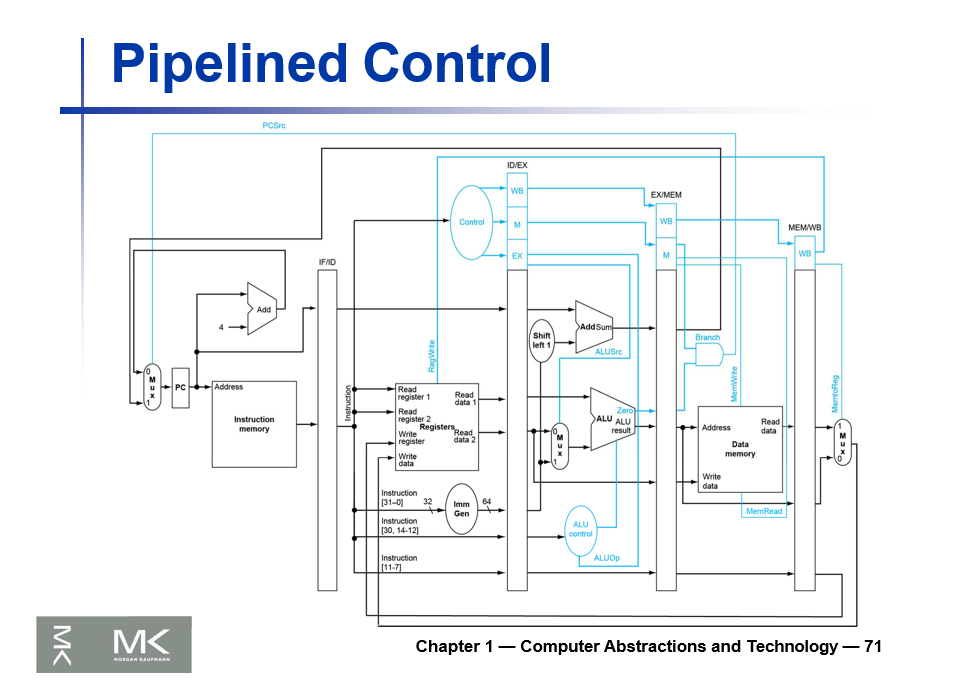 Pipelined Control
PCSrc
ID/EX
WB
EX/MEM
Control
M
WB
MEM/WB
EX
M
WB
IF/ID
Add
4
Shift
left 1
Add Sum
Branch
ALUSrc
RegWrite
MemWrite
MemtoReg
0
M
u
x
1
PC
Address
Instruction
memory
Instruction
Read
register 1
Read
data 1
Read
register 2
Registers
Write
register
Read
data 2
Write
data
0
M
u
x
1
Zero
ALU
ALU
result
Address
Read
data
Data
memory
Write
data
1
M
u
x
0
MemRead
Instruction
[31–0]
32
Imm
Gen
64
Instruction
[30, 14-12]
ALU
control
ALUOp
Instruction
[11-7]
MK
MK
MORGAN KAUFMANN
Chapter 1 — Computer Abstractions and Technology — 71